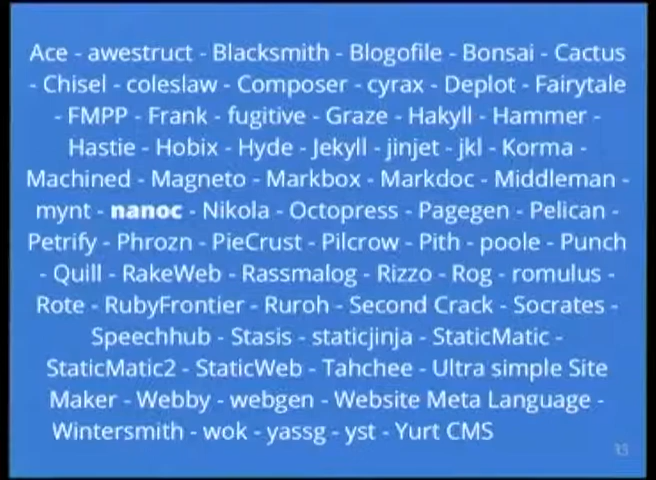 Ace - awestruct - Blacksmith - Blogofile - Bonsai - Cactus
- Chisel - coleslaw - Composer - cyrax - Deplot - Fairytale
- FMPP - Frank - fugitive - Graze - Hakyll - Hammer -
Hastie - Hobix - Hyde - Jekyll - jinjet - jkl - Korma -
Machined - Magneto - Markbox - Markdoc - Middleman -
mynt - nanoc - Nikola - Octopress - Pagegen - Pelican -
Petrify - Phrozn - PieCrust - Pilcrow - Pith - poole - Punch
- Quill - RakeWeb - Rassmalog - Rizzo - Rog - romulus -
Rote - RubyFrontier - Ruroh - Second Crack - Socrates -
Speechhub - Stasis - staticjinja - StaticMatic -
StaticMatic2 - StaticWeb - Tahchee - Ultra simple Site
Maker - Webby - webgen - Website Meta Language -
Wintersmith - wok - yassg - yst - Yurt CMS